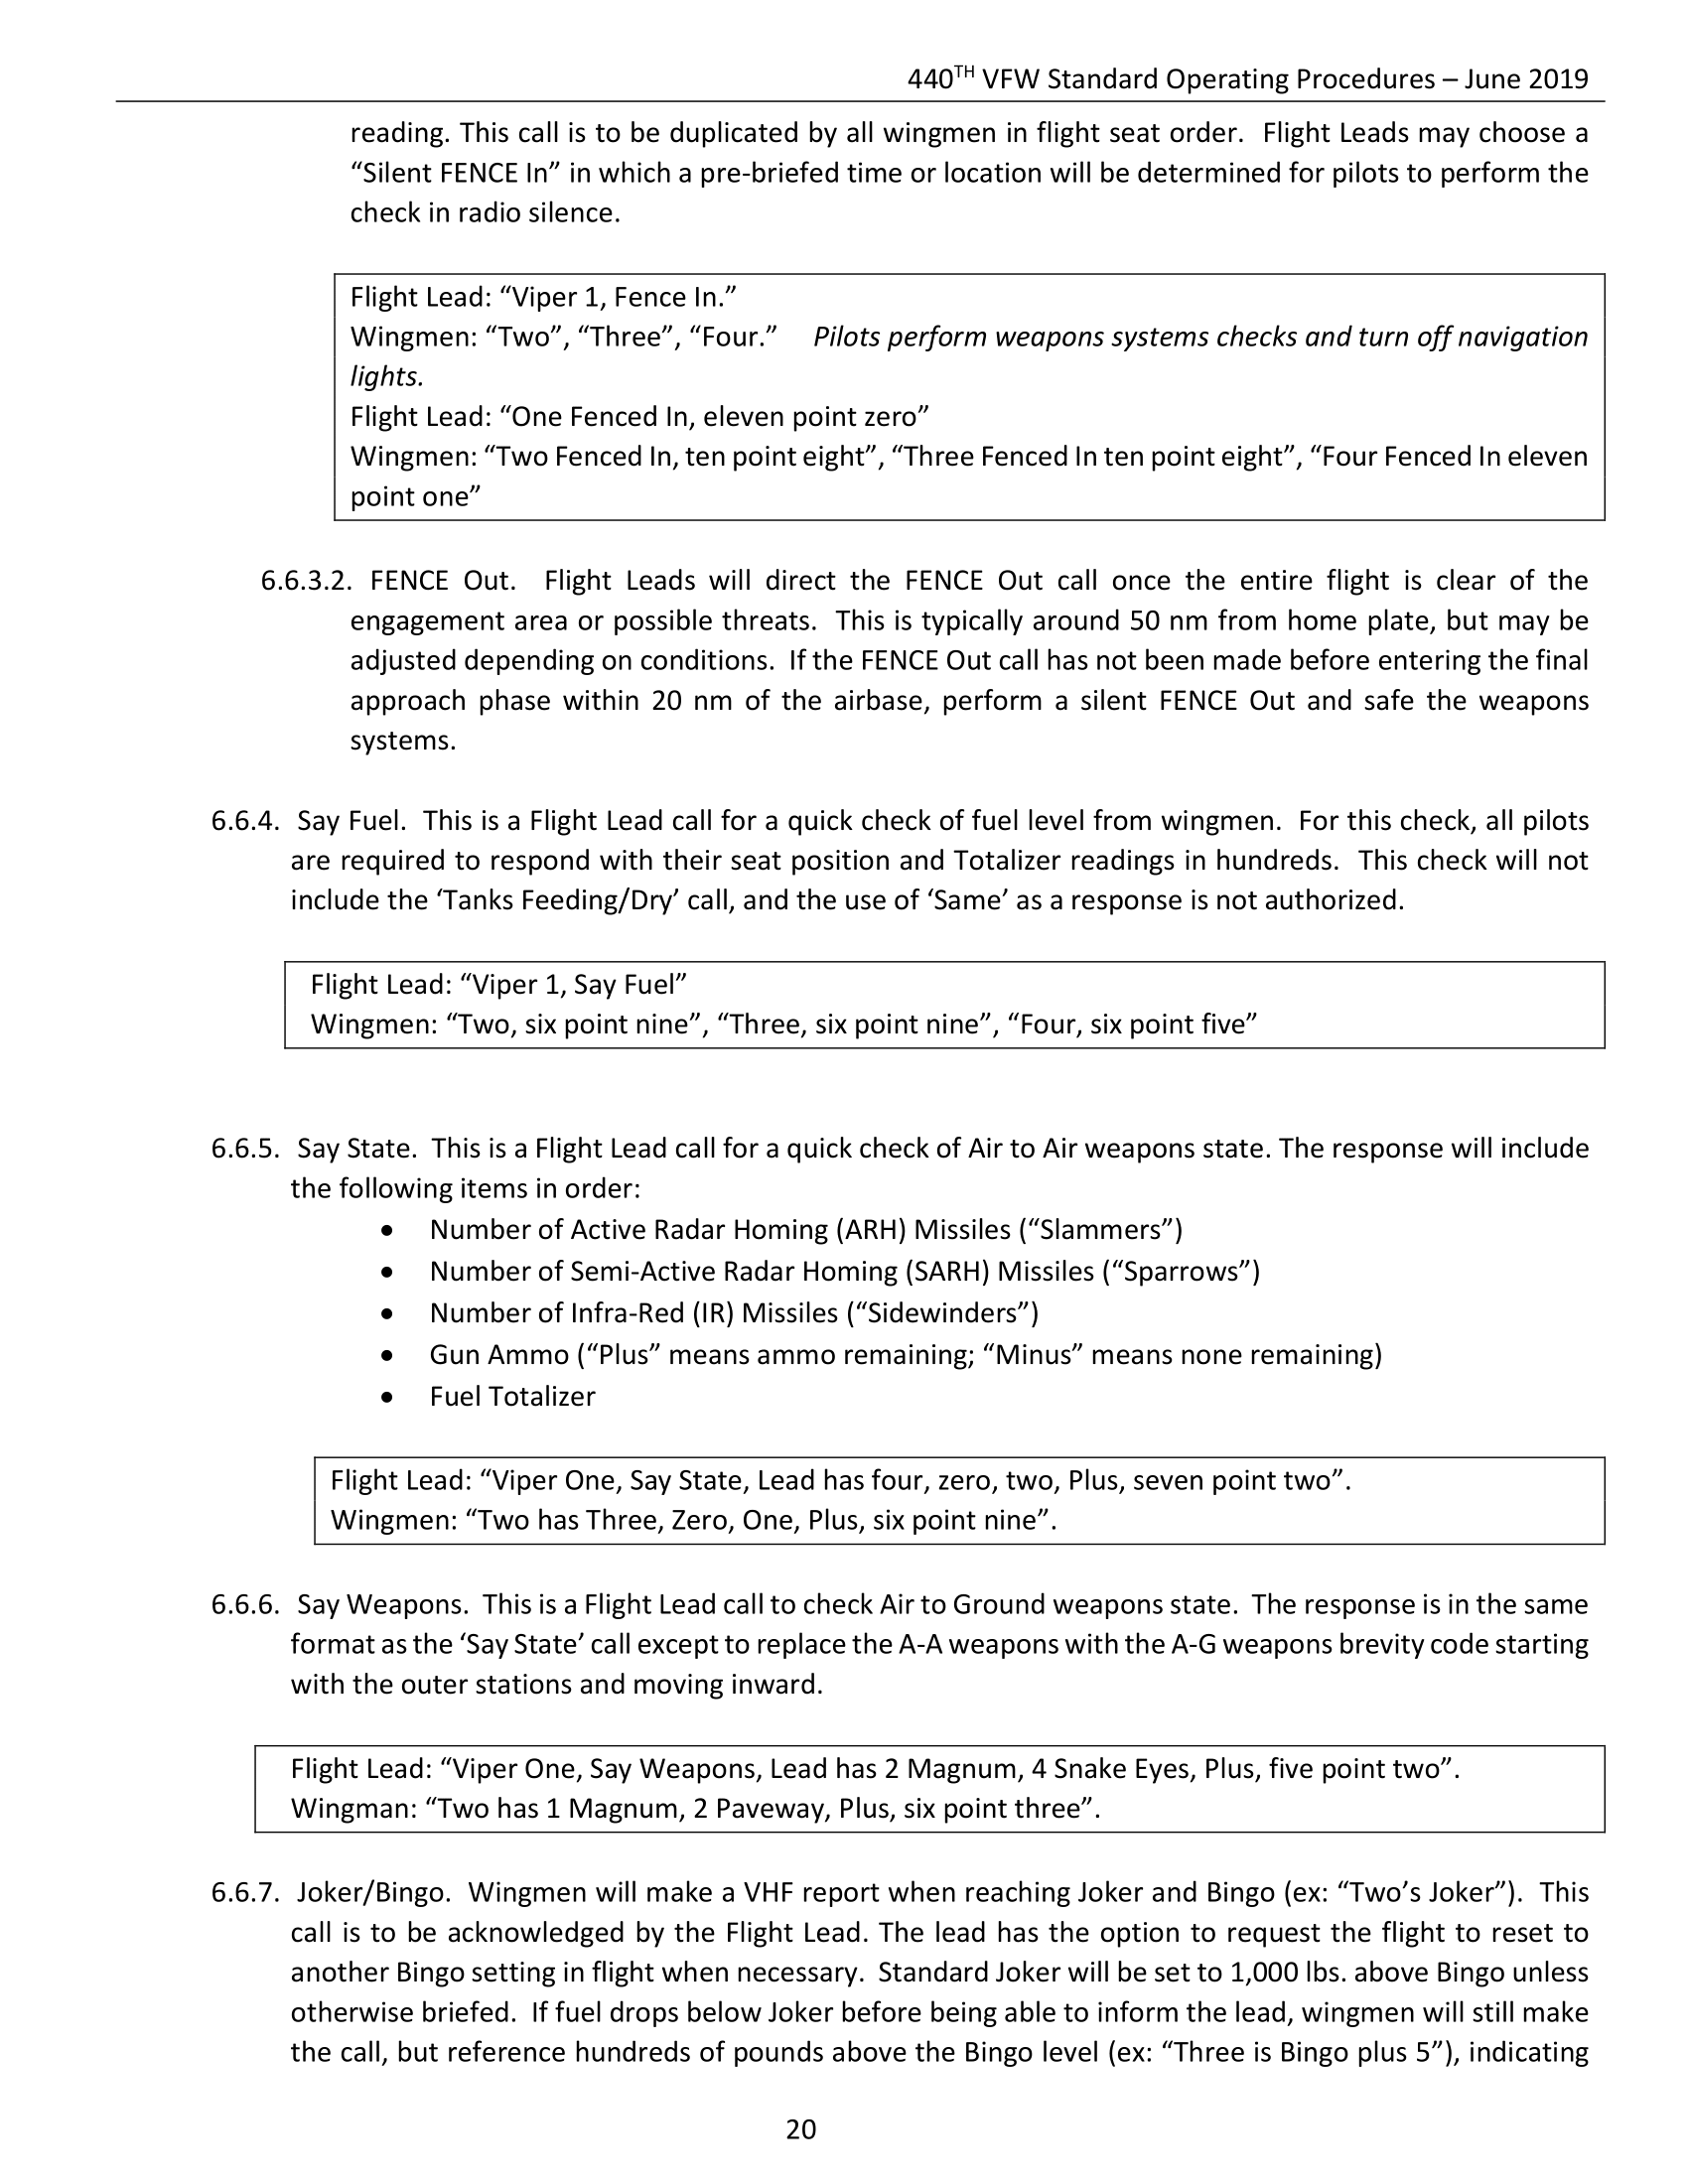 440TH VFW Standard Operating Procedures – June 2019
reading. This call is to be duplicated by all wingmen in flight seat order.  Flight Leads may choose a
“Silent FENCE In” in which a pre-briefed time or location will be determined for pilots to perform the
check in radio silence.
Flight Lead: “Viper 1, Fence In.”
Wingmen: “Two”, “Three”, “Four.”    Pilots perform weapons systems checks and turn off navigation
lights.
Flight Lead: “One Fenced In, eleven point zero”
Wingmen: “Two Fenced In, ten point eight”, “Three Fenced In ten point eight”, “Four Fenced In eleven
point one”
6.6.3.2.  FENCE Out.  Flight Leads will direct the FENCE Out call once the entire flight is clear of the
engagement area or possible threats.  This is typically around 50 nm from home plate, but may be
adjusted depending on conditions.  If the FENCE Out call has not been made before entering the final
approach phase within 20 nm of the airbase, perform a silent FENCE Out and safe the weapons
systems.
6.6.4.  Say Fuel.  This is a Flight Lead call for a quick check of fuel level from wingmen.  For this check, all pilots
are required to respond with their seat position and Totalizer readings in hundreds.  This check will not
include the ‘Tanks Feeding/Dry’ call, and the use of ‘Same’ as a response is not authorized.
Flight Lead: “Viper 1, Say Fuel”
Wingmen: “Two, six point nine”, “Three, six point nine”, “Four, six point five”
6.6.5.  Say State.  This is a Flight Lead call for a quick check of Air to Air weapons state. The response will include
the following items in order:
• Number of Active Radar Homing (ARH) Missiles (“Slammers”)
• Number of Semi-Active Radar Homing (SARH) Missiles (“Sparrows”)
• Number of Infra-Red (IR) Missiles (“Sidewinders”)
• Gun Ammo (“Plus” means ammo remaining; “Minus” means none remaining)
• Fuel Totalizer
Flight Lead: “Viper One, Say State, Lead has four, zero, two, Plus, seven point two”.
Wingmen: “Two has Three, Zero, One, Plus, six point nine”.
6.6.6.  Say Weapons.  This is a Flight Lead call to check Air to Ground weapons state.  The response is in the same
format as the ‘Say State’ call except to replace the A-A weapons with the A-G weapons brevity code starting
with the outer stations and moving inward.
Flight Lead: “Viper One, Say Weapons, Lead has 2 Magnum, 4 Snake Eyes, Plus, five point two”.
Wingman: “Two has 1 Magnum, 2 Paveway, Plus, six point three”.
6.6.7.  Joker/Bingo.  Wingmen will make a VHF report when reaching Joker and Bingo (ex: “Two’s Joker”).  This
call is to be acknowledged by the Flight Lead. The lead has the option to request the flight to reset to
another Bingo setting in flight when necessary.  Standard Joker will be set to 1,000 lbs. above Bingo unless
otherwise briefed.  If fuel drops below Joker before being able to inform the lead, wingmen will still make
the call, but reference hundreds of pounds above the Bingo level (ex: “Three is Bingo plus 5”), indicating
20